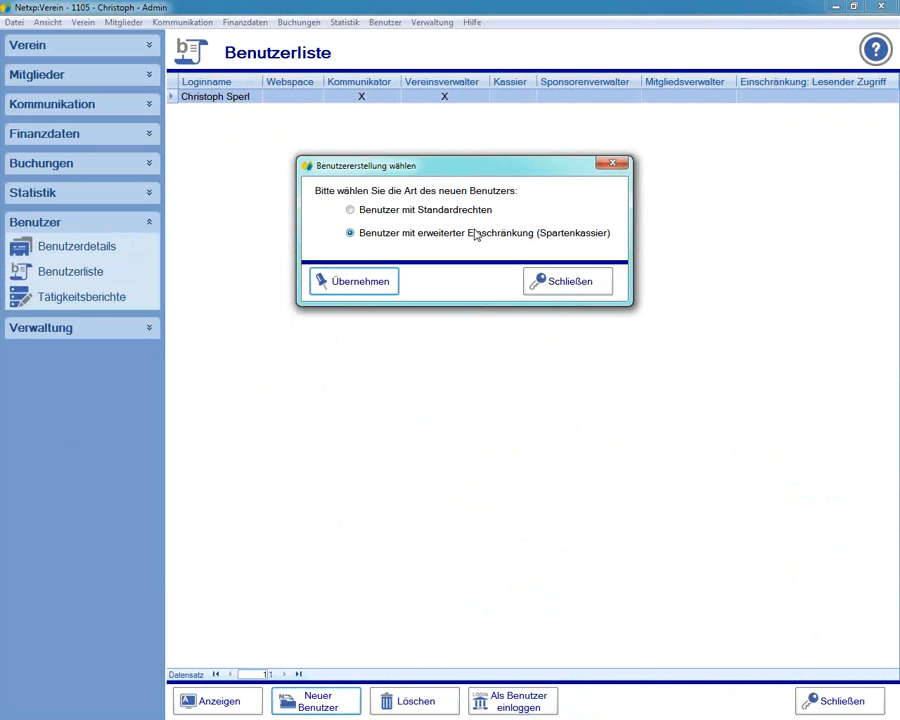 Netxp:Verein - 1105 - Christoph - Admin
Datei Ansicht Verein Mitglieder Kommunikation Finanzdaten Buchungen Statistik Benutzer Verwaltung Hilfe
Verein
Mitglieder
Kommunikation
Finanzdaten
Buchungen
Statistik
Benutzer
Benutzerdetails
Benutzerliste
Tätigkeitsberichte
Verwaltung
Benutzerliste
?
Loginname Webspace Kommunikator Vereinsverwalter Kassier Sponsorenverwalter Mitgliedsverwalter Einschränkung: Lesender Zugriff
Christoph Sperl X X
Benutzererstellung wählen
Bitte wählen Sie die Art des neuen Benutzers:
Benutzer mit Standardrechten
Benutzer mit erweiterter Einschränkung (Spartenkassier)
Übernehmen Schließen
Datensatz 1 1
Anzeigen
Neuer
Benutzer
Löschen
LOGIN
Als Benutzer
einloggen
Schließen